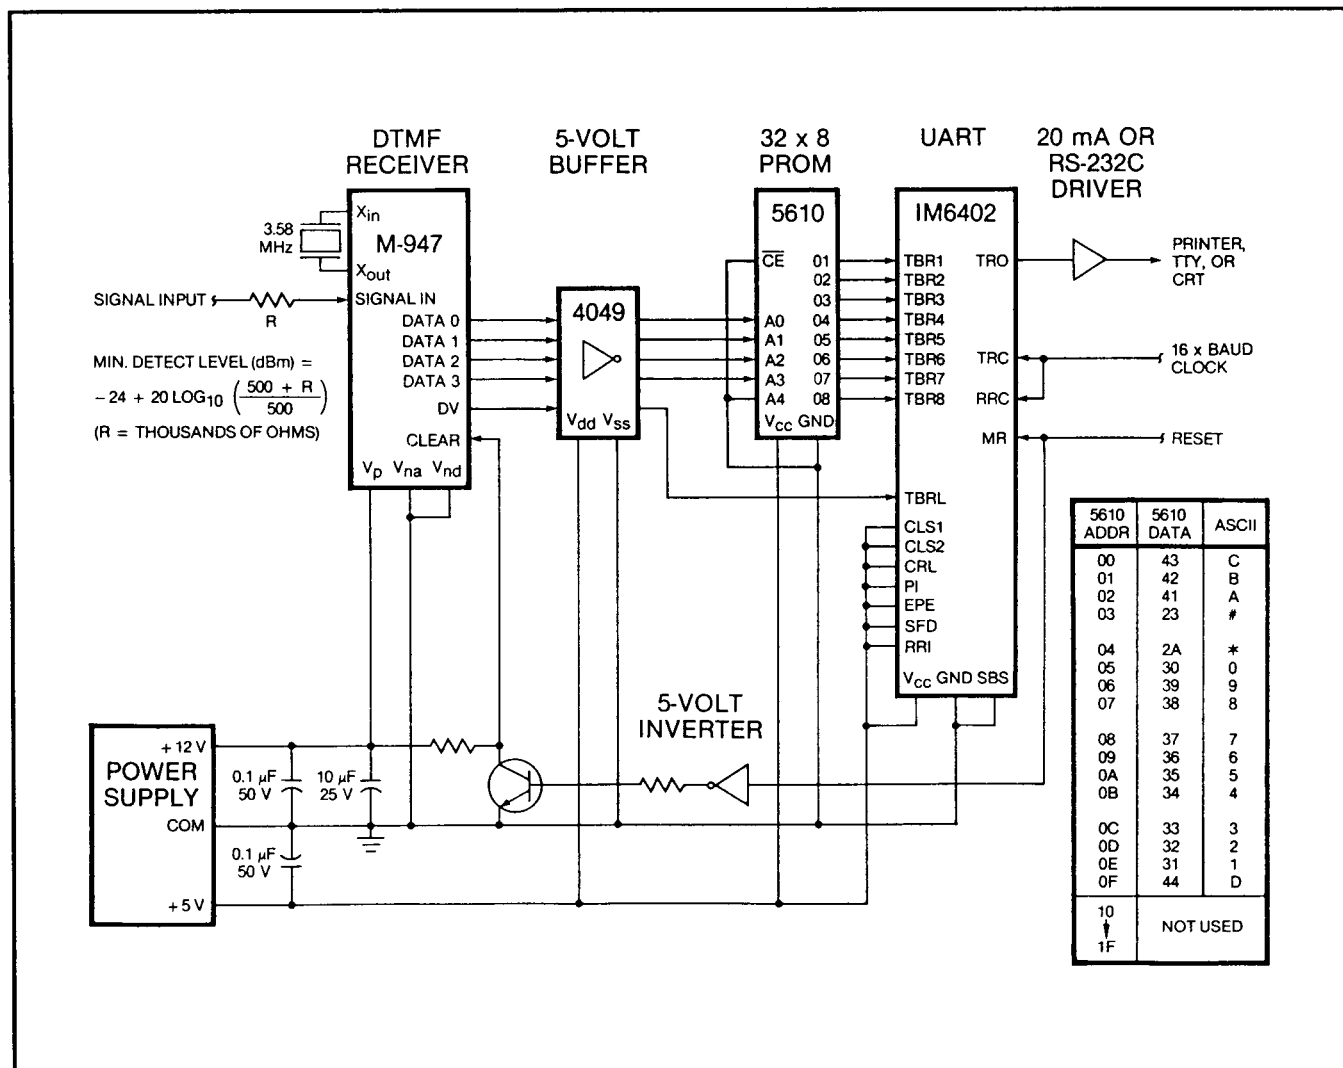 DTMF
RECEIVER
5-VOLT
BUFFER
32 x 8
PROM
UART
20 mA OR
RS-232C
DRIVER
3.58
MHz
Xin
M-947
Xout
SIGNAL IN
DATA 0
DATA 1
DATA 2
DATA 3
DV
CLEAR
Vp Vna Vnd
SIGNAL INPUT
R
MIN. DETECT LEVEL (dBm) =
- 24 + 20 LOG10 (500 + R / 500)
(R = THOUSANDS OF OHMS)
4049
Vdd Vss
5610
CE
A0
A1
A2
A3
A4
01
02
03
04
05
06
07
08
VCC GND
IM6402
TBR1
TBR2
TBR3
TBR4
TBR5
TBR6
TBR7
TBR8
TBRL
CLS1
CLS2
CRL
PI
EPE
SFD
RRI
TRO
TRC
RRC
MR
VCC GND SBS
PRINTER,
TTY, OR
CRT
16 x BAUD
CLOCK
RESET
5610 ADDR 5610 DATA ASCII
00 43 C
01 42 B
02 41 A
03 23 #
04 2A *
05 30 0
06 39 9
07 38 8
08 37 7
09 36 6
0A 35 5
0B 34 4
0C 33 3
0D 32 2
0E 31 1
0F 44 D
10
1F
NOT USED
5-VOLT
INVERTER
POWER
SUPPLY
+ 12 V
COM
+ 5 V
0.1 µF
50 V
10 µF
25 V
0.1 µF
50 V